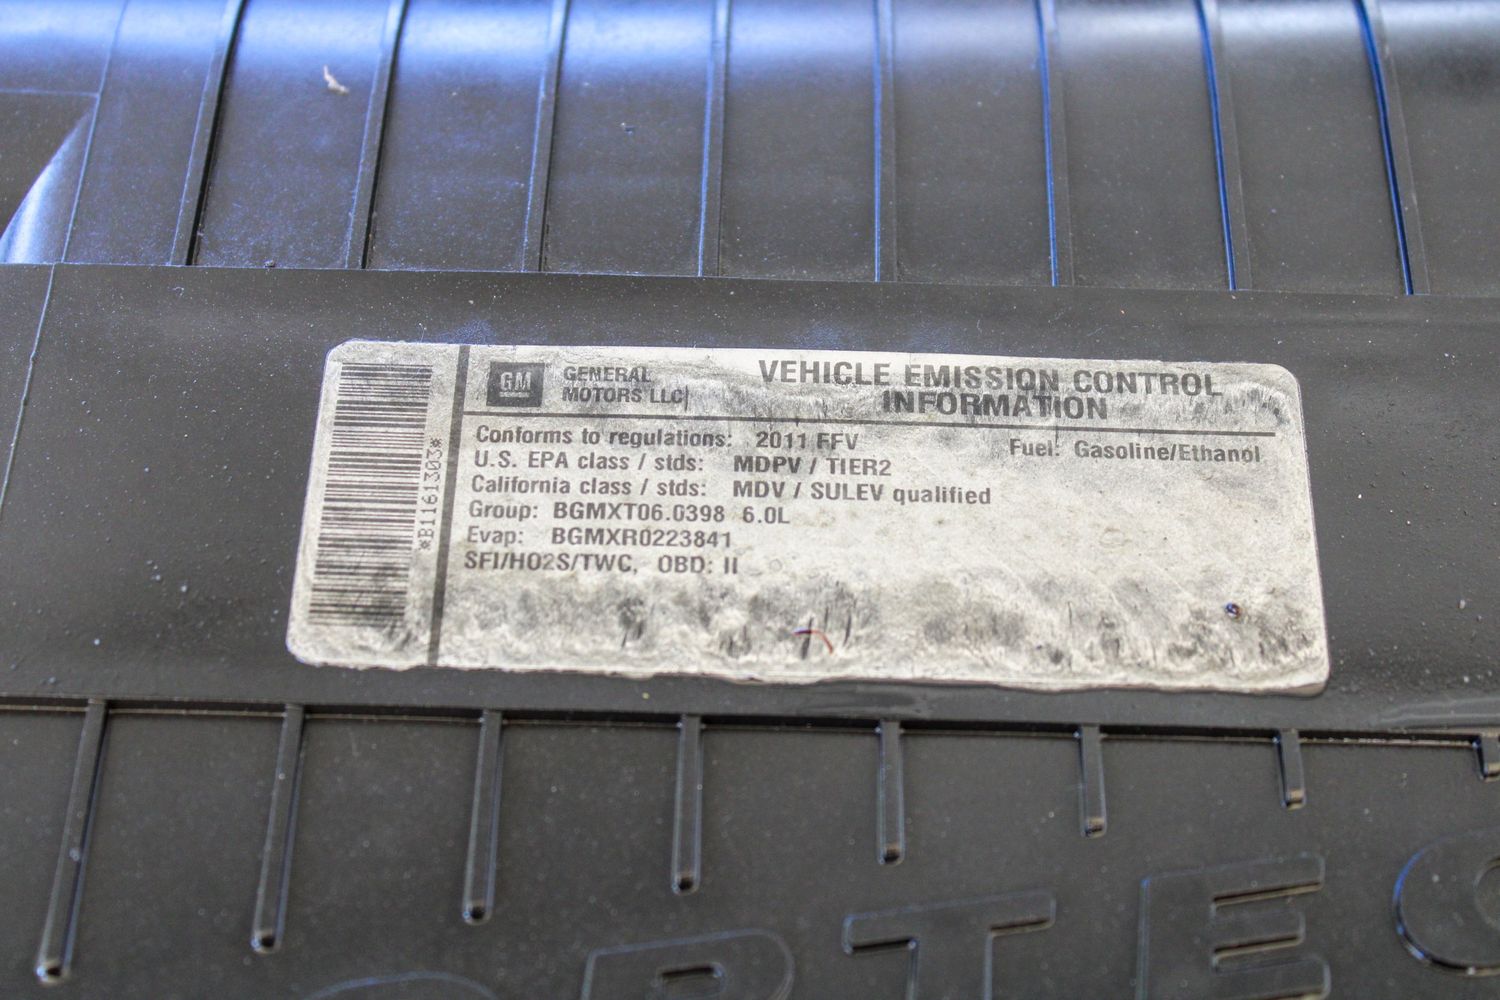 *B1161303*
GM
GENERAL
MOTORS LLC
VEHICLE EMISSION CONTROL
INFORMATION
Conforms to regulations: 2011 FFV
Fuel: Gasoline/Ethanol
U.S. EPA class / stds: MDPV / TIER2
California class / stds: MDV / SULEV qualified
Group: BGMXT06.0398 6.0L
Evap: BGMXR0223841
SFI/HO2S/TWC, OBD: II
ORTEC